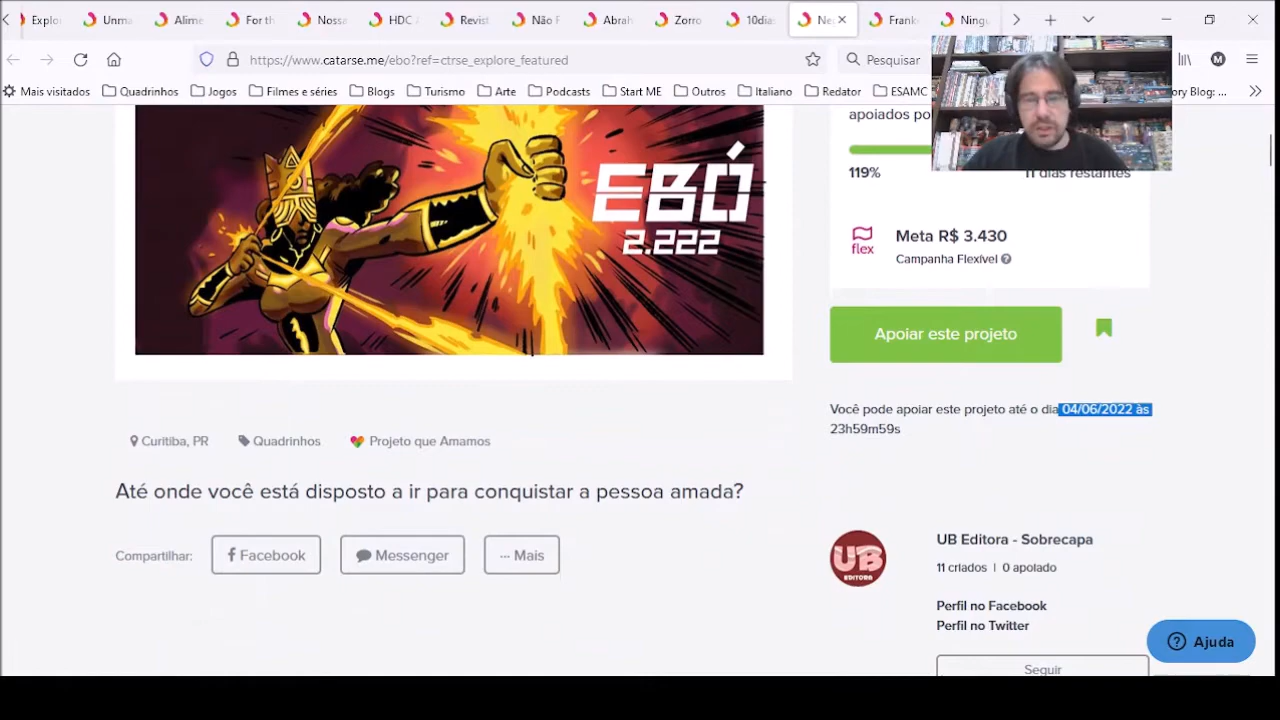 Explo
Unrna
Alime
For th
Nossa
HDC
Revist
Não F
Abrah
Zorro
10dia
Ne
Frank
Ningu
https://www.catarse.me/ebo?ref=ctrse_explore_featured
Pesquisar
M
Mais visitados
Quadrinhos
Jogos
Filmes e séries
Blogs
Turism
Arte
Podcasts
Start ME
Outros
Italiano
Redator
ESAMC
ory Blog: ...
EBÓ
2.222
apoiados po
119%
11 dias restantes
flex
Meta R$ 3.430
Campanha Flexível ?
Apoiar este projeto
Você pode apoiar este projeto até o dia 04/06/2022 às
23h59m59s
Curitiba, PR
Quadrinhos
Projeto que Amamos
Até onde você está disposto a ir para conquistar a pessoa amada?
Compartilhar:
Facebook
Messenger
··· Mais
UB
EDITORA
UB Editora - Sobrecapa
11 criados | 0 apoiado
Perfil no Facebook
Perfil no Twitter
Seguir
? Ajuda